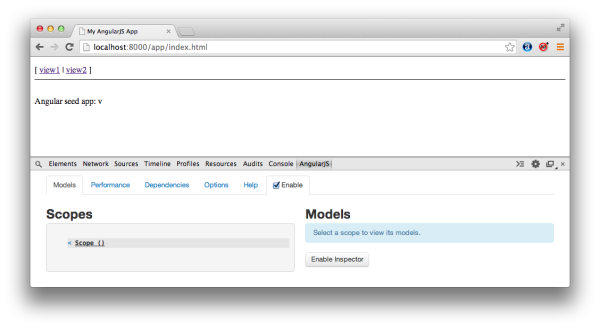 My AngularJS App
localhost:8000/app/index.html
[ view1 | view2 ]
Angular seed app: v
Elements Network Sources Timeline Profiles Resources Audits Console AngularJS
Models Performance Dependencies Options Help Enable
Scopes
< Scope ()
Models
Select a scope to view its models.
Enable Inspector